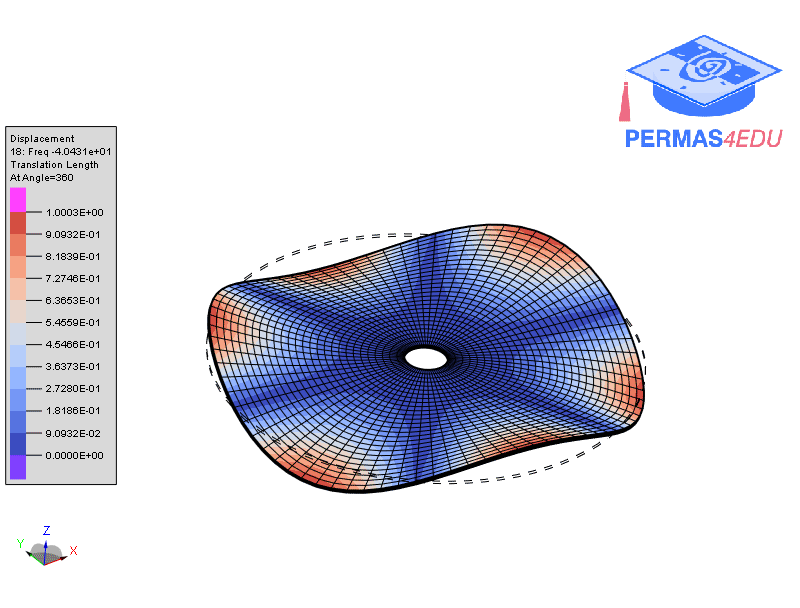 PERMAS4EDU
Displacement
18: Freq -4.0431e+01
Translation Length
At Angle=360
1.0003E+00
9.0932E-01
8.1839E-01
7.2746E-01
6.3653E-01
5.4559E-01
4.5466E-01
3.6373E-01
2.7280E-01
1.8186E-01
9.0932E-02
0.0000E+00
Z
Y
X